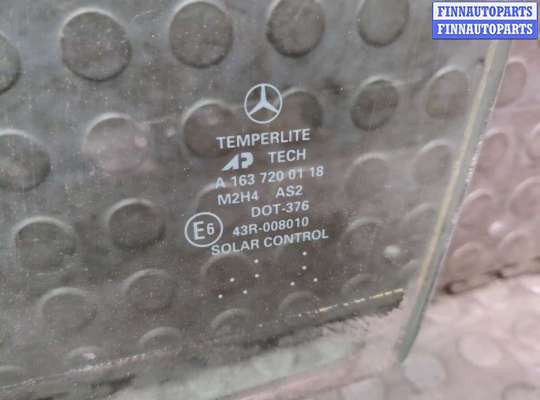 FINNAUTOPARTS
FINNAUTOPARTS
TEMPERLITE
AP TECH
A 163 720 01 18
M2H4 AS2
DOT-376
E6 43R-008010
SOLAR CONTROL